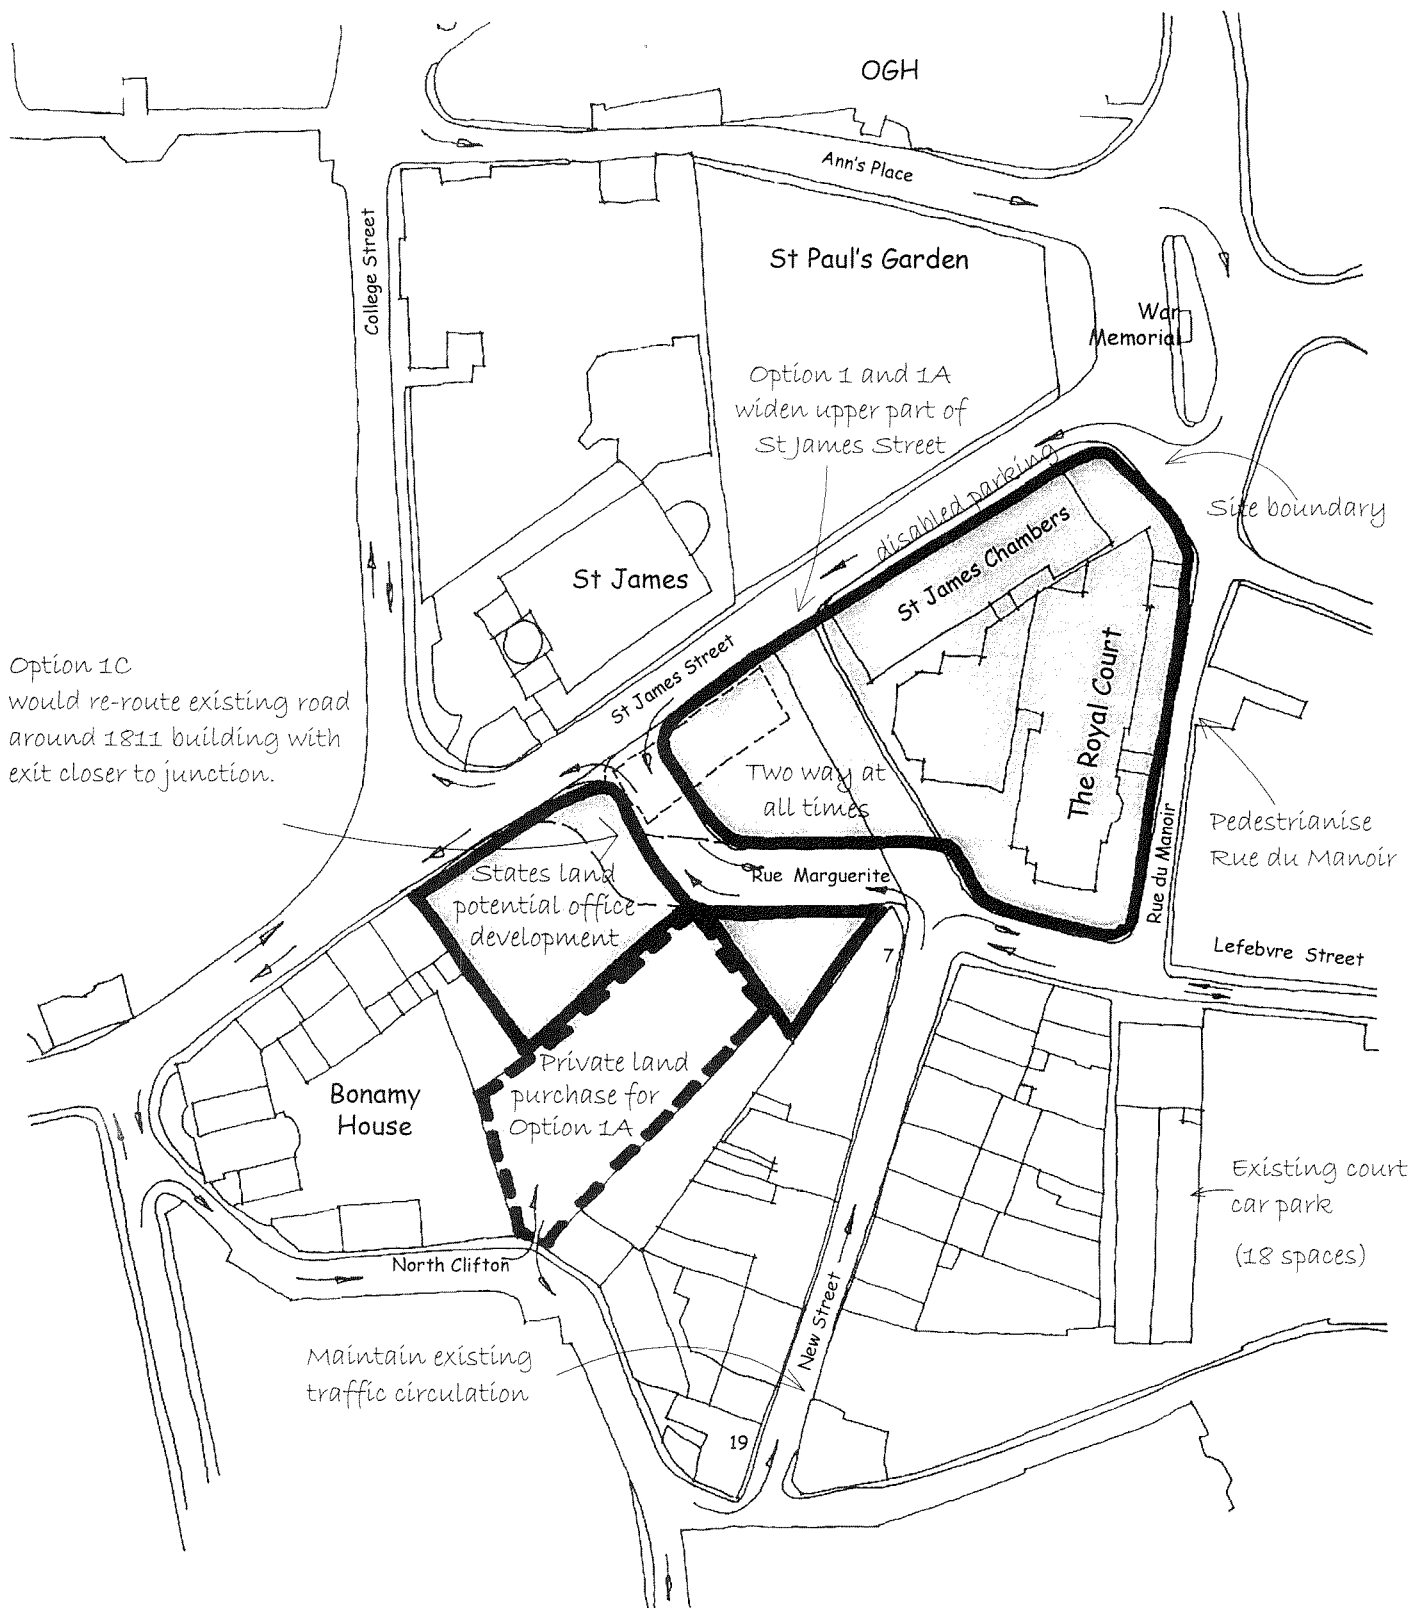 OGH
Ann's Place
College Street
St Paul's Garden
War
Memorial
Option 1 and 1A
widen upper part of
St James Street
disabled parking
Site boundary
St James Chambers
St James
The Royal Court
St James Street
Option 1C
would re-route existing road
around 1811 building with
exit closer to junction.
Two way at
all times
Pedestrianise
Rue du Manoir
Rue du Manoir
Rue Marguerite
States land
potential office
development
7
Lefebvre Street
Private land
purchase for
Option 1A
Bonamy
House
Existing court
car park
(18 spaces)
North Clifton
New Street
Maintain existing
traffic circulation
19